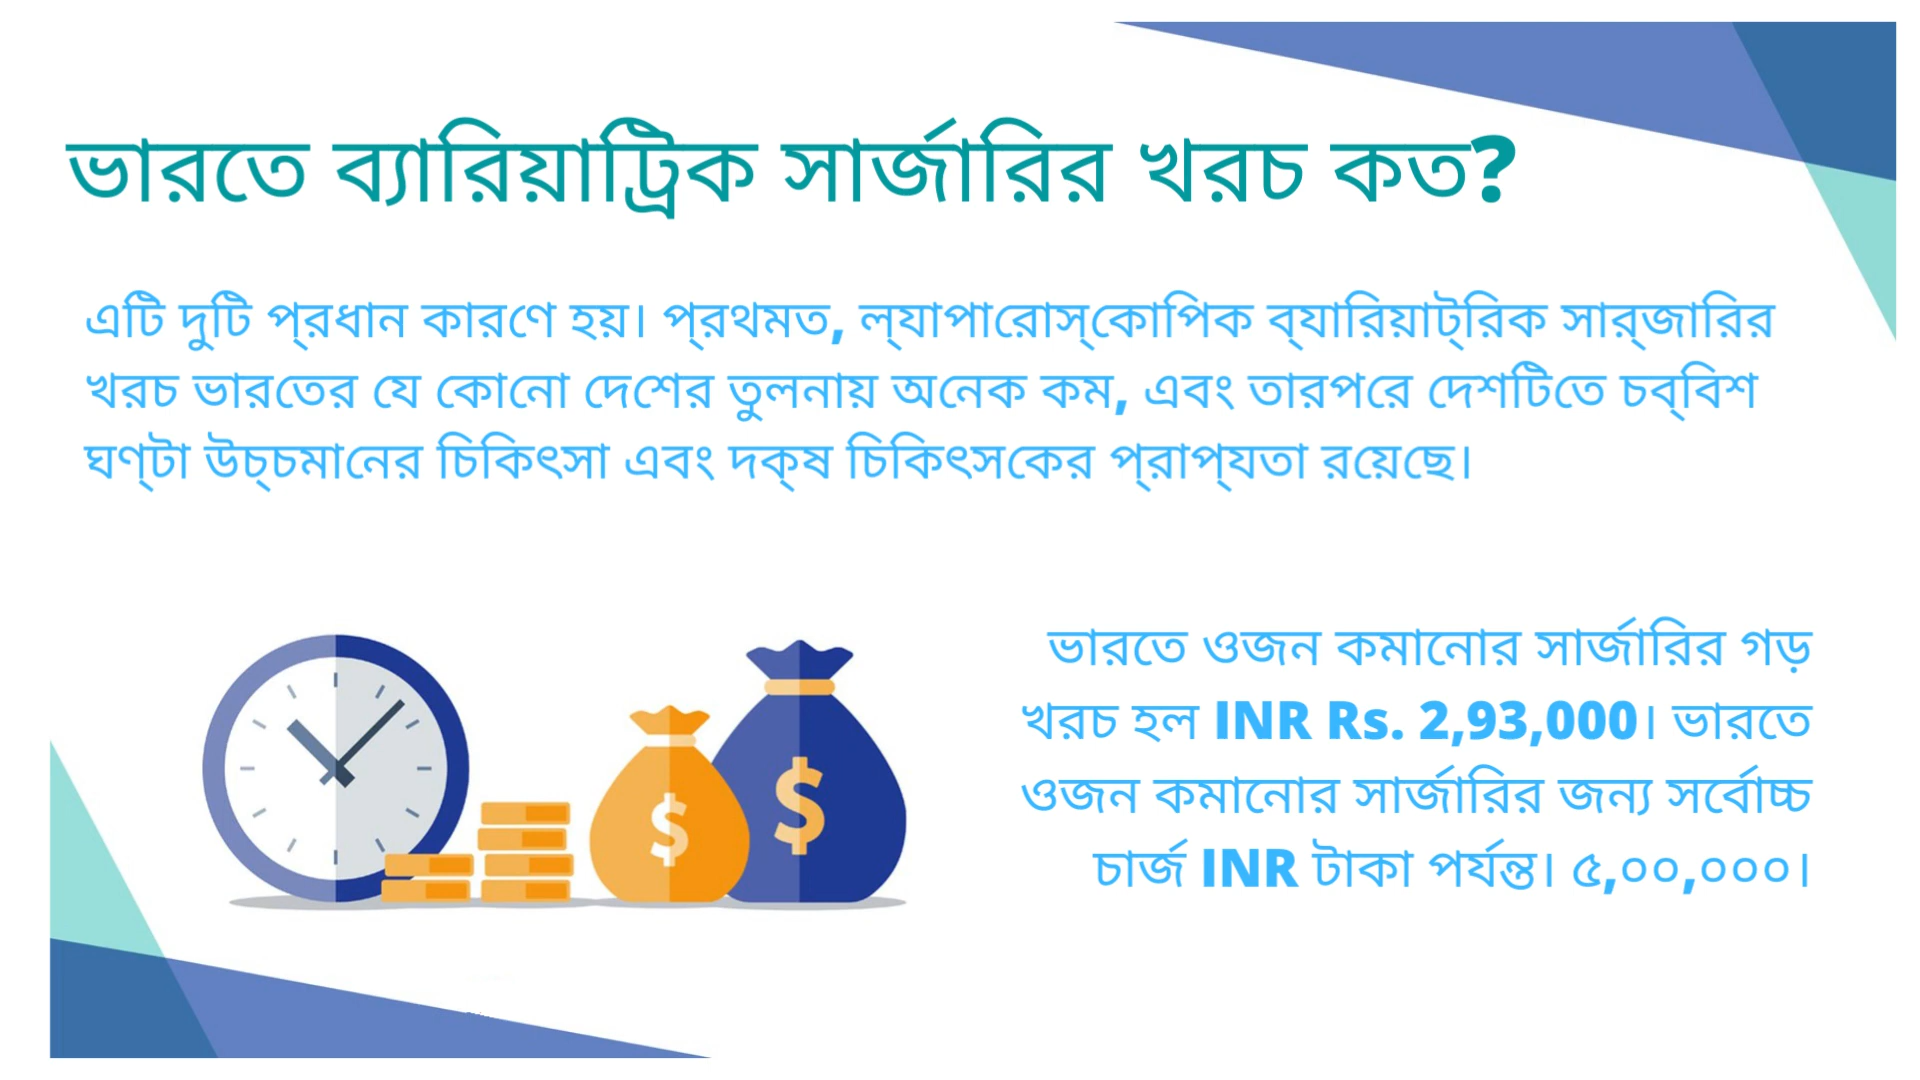 ভারতে ব্যারিয়াট্রিক সার্জারির খরচ কত?
এটি দুটি প্‌রধান কারণে হয়। প্‌রথমত, ল্‌যাপারোস্‌কোপিক ব্‌যারিয়াট্‌রিক সার্‌জারির
খরচ ভারতের যে কোনো দেশের তুলনায় অনেক কম, এবং তারপরে দেশটিতে চব্‌বিশ
ঘণ্‌টা উচ্‌চমানের চিকিৎসা এবং দক্‌ষ চিকিৎসকের প্‌রাপ্‌যতা রয়েছে।
ভারতে ওজন কমানোর সার্জারির গড়
খরচ হল INR Rs. 2,93,000। ভারতে
ওজন কমানোর সার্জারির জন্য সর্বোচ্চ
চার্জ INR টাকা পর্যন্ত। ৫,০০,০০০।
$
$